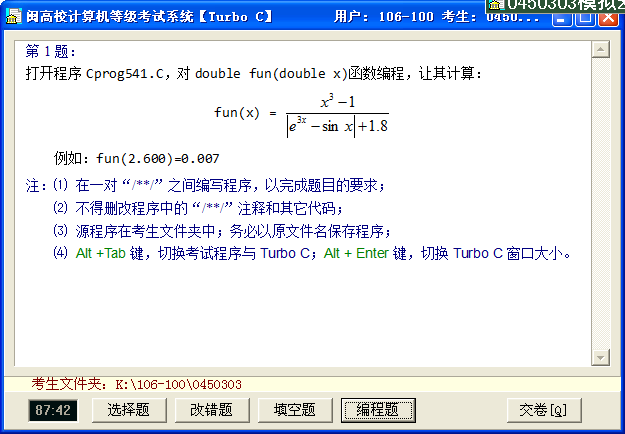 0450303模拟
闽高校计算机等级考试系统【Turbo C】 用户: 106-100 考生: 0450...
第 1 题:
打开程序 Cprog541.C, 对 double fun(double x)函数编程, 让其计算:
fun(x) = (x³−1)/(|e^{3x} − sin x|+1.8)
例如: fun(2.600)=0.007
注: ⑴ 在一对 “/**/” 之间编写程序, 以完成题目的要求;
⑵ 不得删改程序中的 “/**/” 注释和其它代码;
⑶ 源程序在考生文件夹中; 务必以原文件名保存程序;
⑷ Alt +Tab 键, 切换考试程序与 Turbo C; Alt + Enter 键, 切换 Turbo C 窗口大小。
考生文件夹: K:\106-100\0450303
87:42 选择题 改错题 填空题 编程题 交卷[Q]